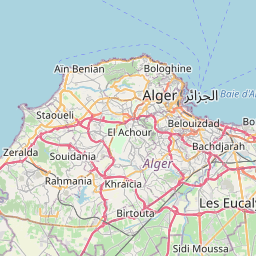 Ain Benian
Bologhine
Alger الجزائر
Baie d'A
Staoueli
Belouizdad
Bo
El Achour
Zeralda
Souidania
Bachdjarah
Alger
Rahmania
Khraïcia
Les Eucal
Birtouta
Sidi Moussa